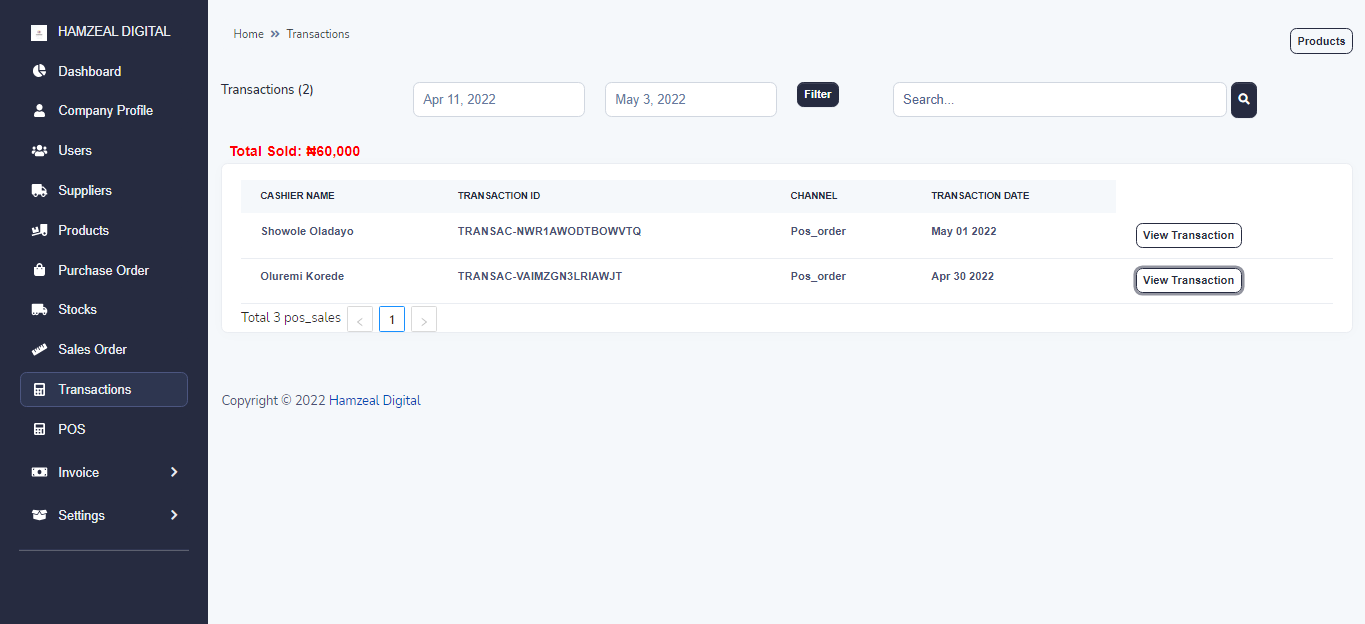 HAMZEAL DIGITAL
Dashboard
Company Profile
Users
Suppliers
Products
Purchase Order
Stocks
Sales Order
Transactions
POS
Invoice
Settings
Home » Transactions
Products
Transactions (2)
Apr 11, 2022
May 3, 2022
Filter
Search...
Total Sold: ₦60,000
CASHIER NAME TRANSACTION ID CHANNEL TRANSACTION DATE
Showole Oladayo TRANSAC-NWR1AWODTBOWVTQ Pos_order May 01 2022 View Transaction
Oluremi Korede TRANSAC-VAIMZGN3LRIAWJT Pos_order Apr 30 2022 View Transaction
Total 3 pos_sales < 1 >
Copyright © 2022 Hamzeal Digital